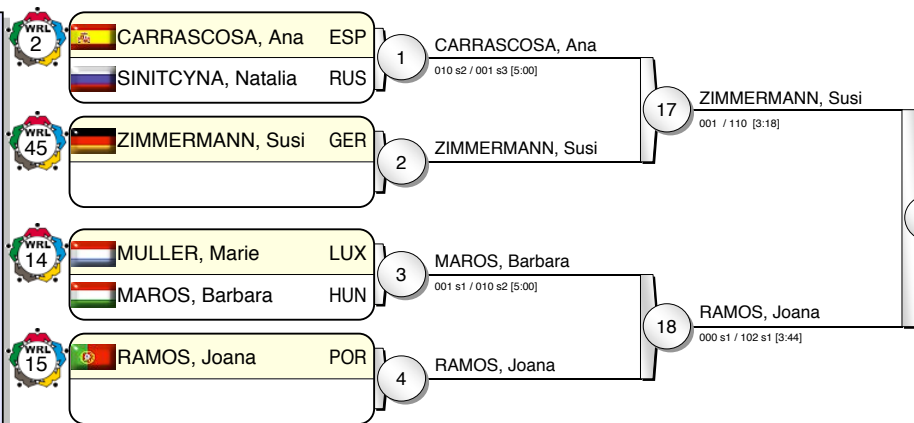 WRL
2
CARRASCOSA, Ana ESP
SINITCYNA, Natalia RUS
1
CARRASCOSA, Ana
010 s2 / 001 s3 [5:00]
WRL
45
ZIMMERMANN, Susi GER
2
ZIMMERMANN, Susi
17
ZIMMERMANN, Susi
001 / 110 [3:18]
WRL
14
MULLER, Marie LUX
MAROS, Barbara HUN
3
MAROS, Barbara
001 s1 / 010 s2 [5:00]
WRL
15
RAMOS, Joana POR
4
RAMOS, Joana
18
RAMOS, Joana
000 s1 / 102 s1 [3:44]